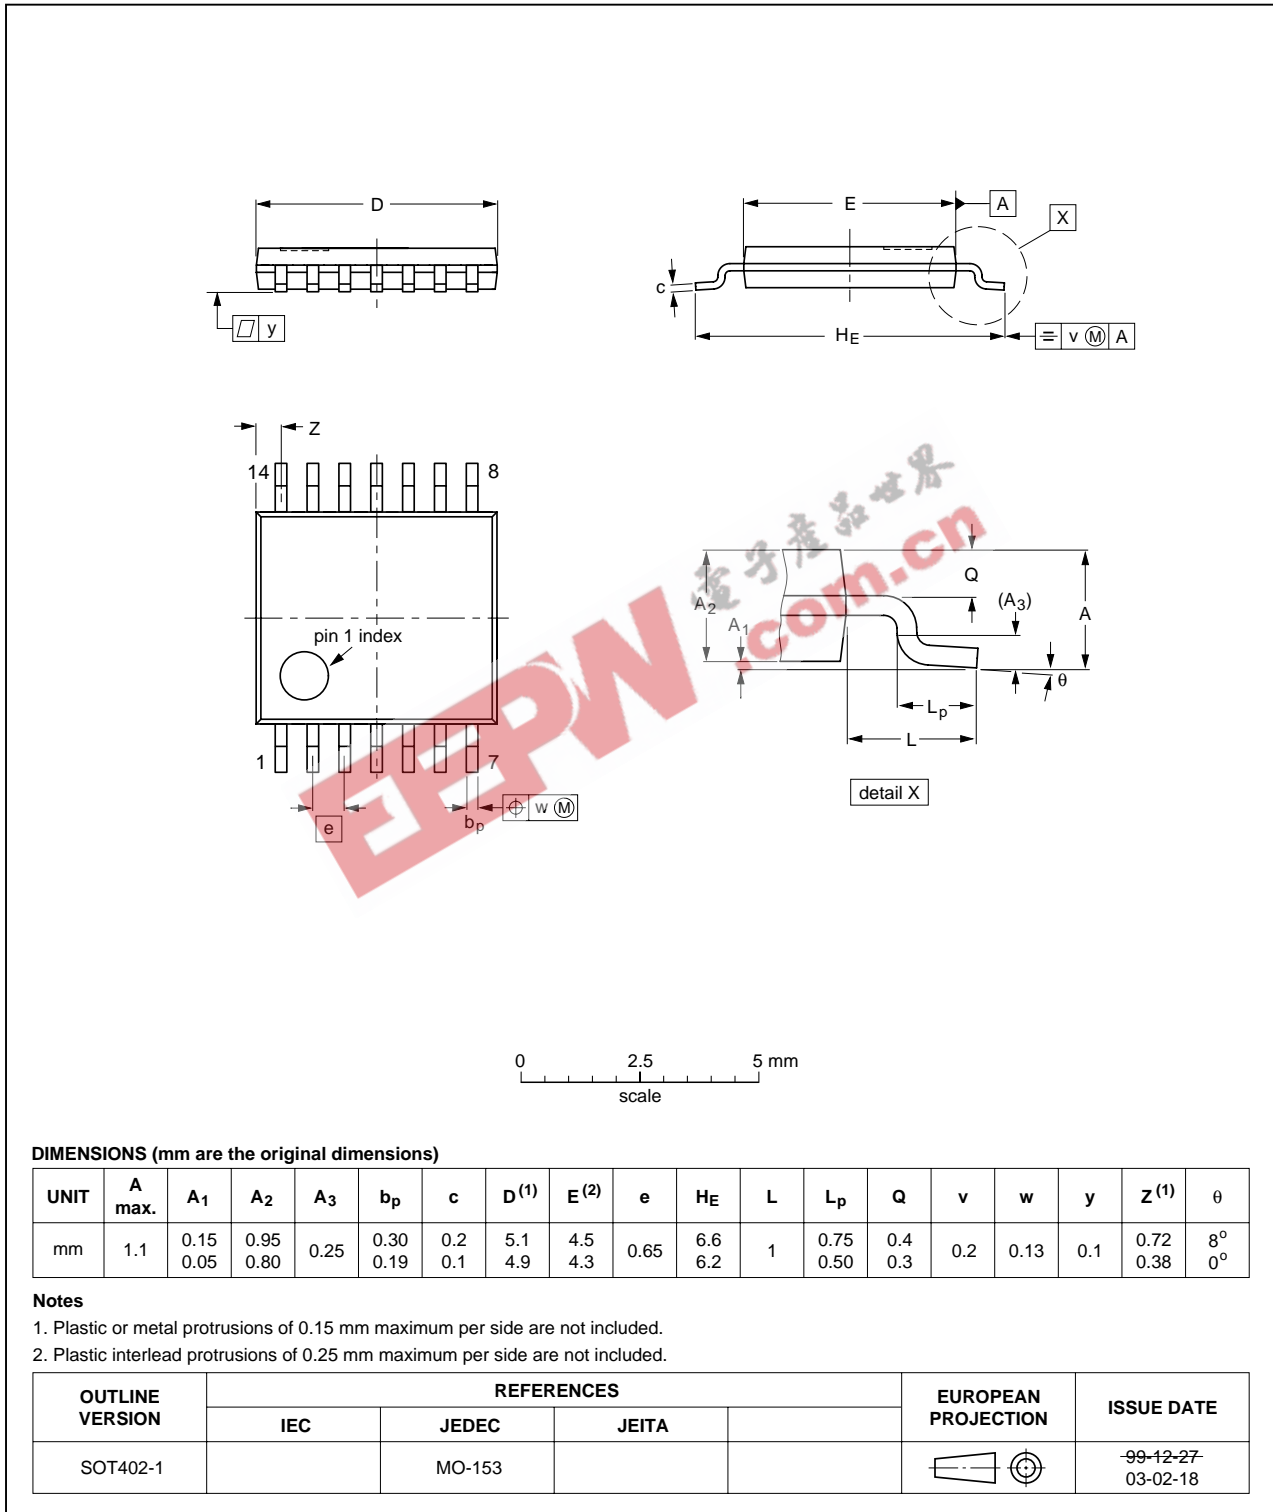 D
E
A
X
c
y
HE
v M A
Z
14
8
電子產品世界
.com.cn
EEPW
pin 1 index
1
7
e
bp
w M
Q
(A3)
A
A2
A1
θ
Lp
L
detail X
0 2.5 5 mm
scale
DIMENSIONS (mm are the original dimensions)
UNIT A max. A1 A2 A3 bp c D(1) E(2) e HE L Lp Q v w y Z(1) θ
mm 1.1 0.15 0.05 0.95 0.80 0.25 0.30 0.19 0.2 0.1 5.1 4.9 4.5 4.3 0.65 6.6 6.2 1 0.75 0.50 0.4 0.3 0.2 0.13 0.1 0.72 0.38 8° 0°
Notes
1. Plastic or metal protrusions of 0.15 mm maximum per side are not included.
2. Plastic interlead protrusions of 0.25 mm maximum per side are not included.
OUTLINE VERSION REFERENCES EUROPEAN PROJECTION ISSUE DATE
IEC JEDEC JEITA
SOT402-1 MO-153 99-12-27
03-02-18